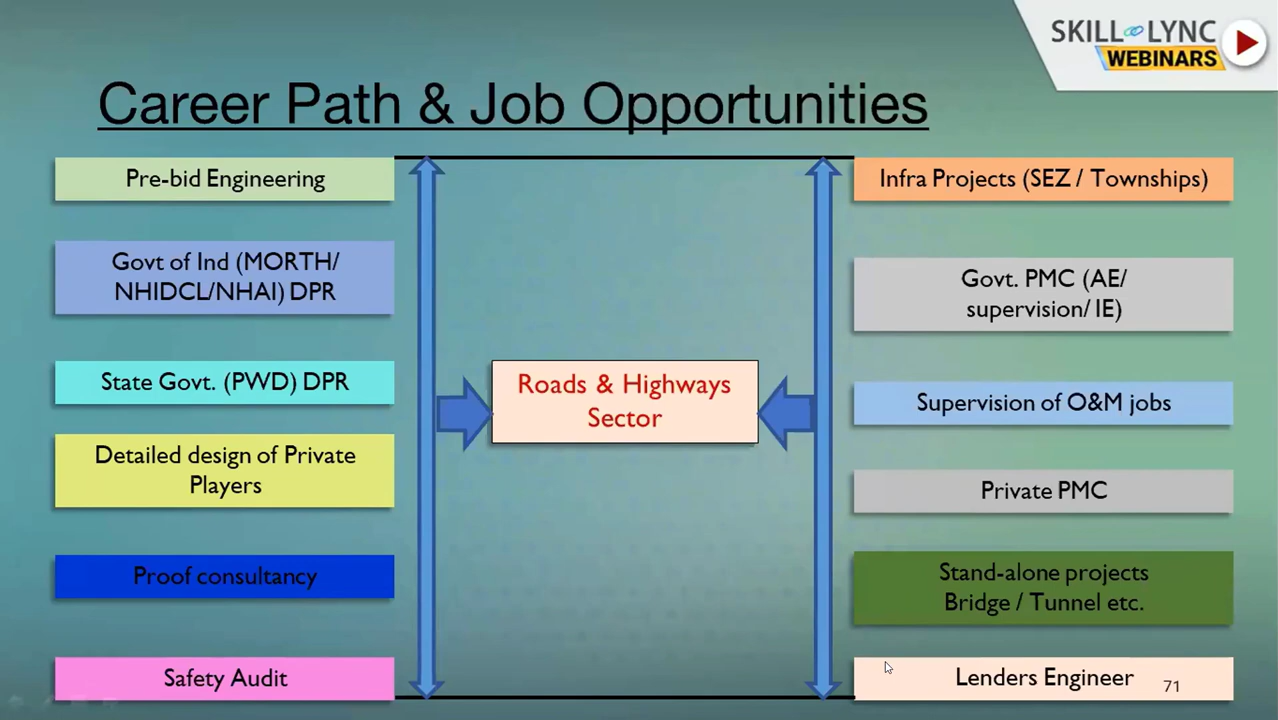 SKILL LYNC
WEBINARS
Career Path & Job Opportunities
Pre-bid Engineering
Govt of Ind (MORTH/
NHIDCL/NHAI) DPR
State Govt. (PWD) DPR
Detailed design of Private
Players
Proof consultancy
Safety Audit
Roads & Highways
Sector
Infra Projects (SEZ / Townships)
Govt. PMC (AE/
supervision/ IE)
Supervision of O&M jobs
Private PMC
Stand-alone projects
Bridge / Tunnel etc.
Lenders Engineer
71